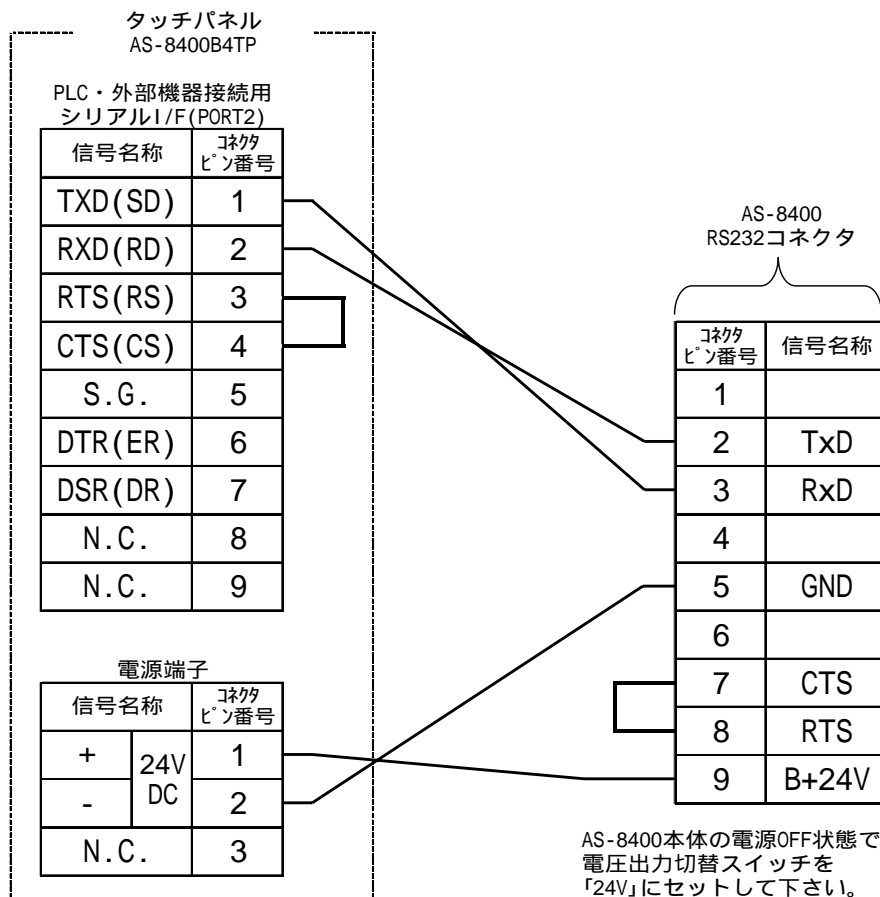 タッチパネル
AS-8400B4TP
PLC・外部機器接続用
シリアルI/F(PORT2)
信号名称 ｺﾈｸﾀ
ﾋﾟﾝ番号
TXD(SD) 1
RXD(RD) 2
RTS(RS) 3
CTS(CS) 4
S.G. 5
DTR(ER) 6
DSR(DR) 7
N.C. 8
N.C. 9
電源端子
信号名称 ｺﾈｸﾀ
ﾋﾟﾝ番号
+ 24V DC 1
- 2
N.C. 3
AS-8400
RS232コネクタ
ｺﾈｸﾀ
ﾋﾟﾝ番号 信号名称
1
2 TxD
3 RxD
4
5 GND
6
7 CTS
8 RTS
9 B+24V
AS-8400本体の電源OFF状態で
電圧出力切替スイッチを
｢24V｣にセットして下さい。